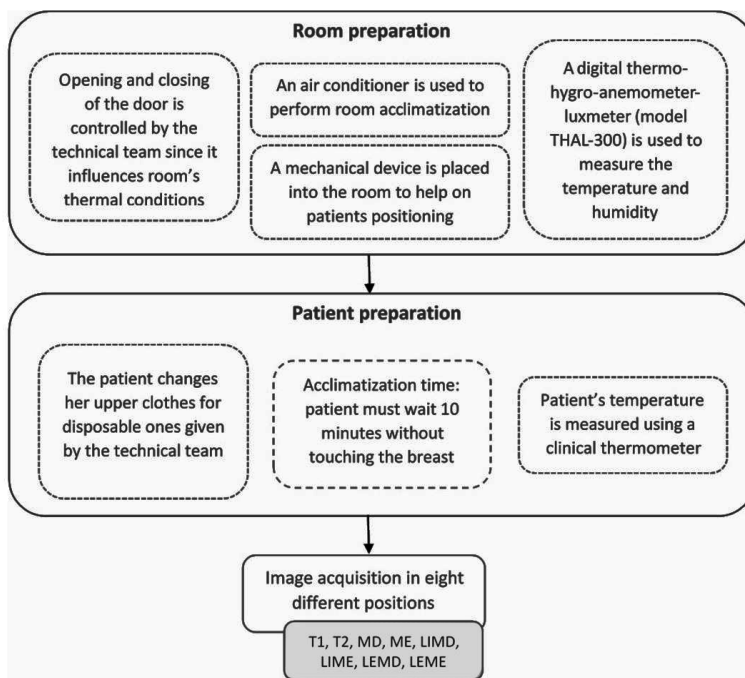 Room preparation
Opening and closing
of the door is
controlled by the
technical team since it
influences room's
thermal conditions
An air conditioner is used to
perform room acclimatization
A mechanical device is placed
into the room to help on
patients positioning
A digital thermo-
hygro-anemometer-
luxmeter (model
THAL-300) is used to
measure the
temperature and
humidity
Patient preparation
The patient changes
her upper clothes for
disposable ones given
by the technical team
Acclimatization time:
patient must wait 10
minutes without
touching the breast
Patient's temperature
is measured using a
clinical thermometer
Image acquisition in eight
different positions
T1, T2, MD, ME, LIMD,
LIME, LEMD, LEME